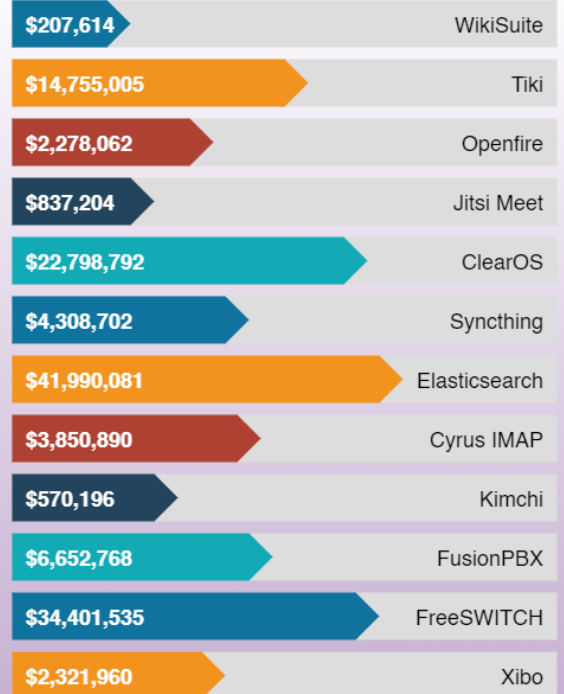 $207,614 WikiSuite
$14,755,005 Tiki
$2,278,062 Openfire
$837,204 Jitsi Meet
$22,798,792 ClearOS
$4,308,702 Syncthing
$41,990,081 Elasticsearch
$3,850,890 Cyrus IMAP
$570,196 Kimchi
$6,652,768 FusionPBX
$34,401,535 FreeSWITCH
$2,321,960 Xibo